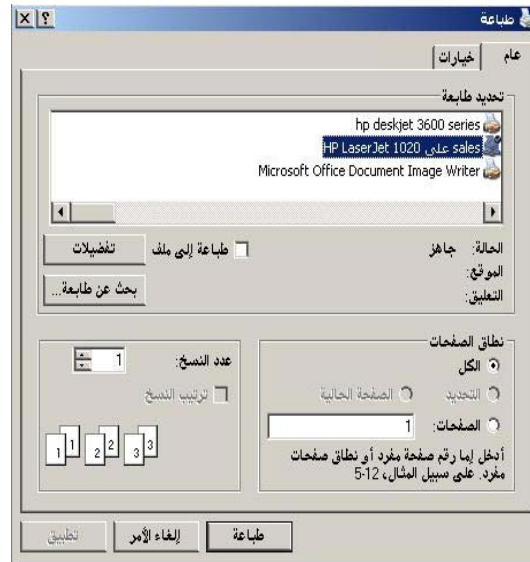 طباعة
عام
خيارات
تحديد طابعة
hp deskjet 3600 series
HP LaserJet 1020 على sales
Microsoft Office Document Image Writer
الحالة: جاهز
طباعة إلى ملف
تفضيلات
الموقع:
التعليق:
بحث عن طابعة...
نطاق الصفحات
الكل
التحديد
الصفحة الحالية
الصفحات: 1
أدخل إما رقم صفحة مفرد أو نطاق صفحات
مفرد. على سبيل المثال، 12-5
عدد النسخ: 1
ترتيب النسخ
1 1 2 2 3 3
طباعة
إلغاء الأمر
تطبيق